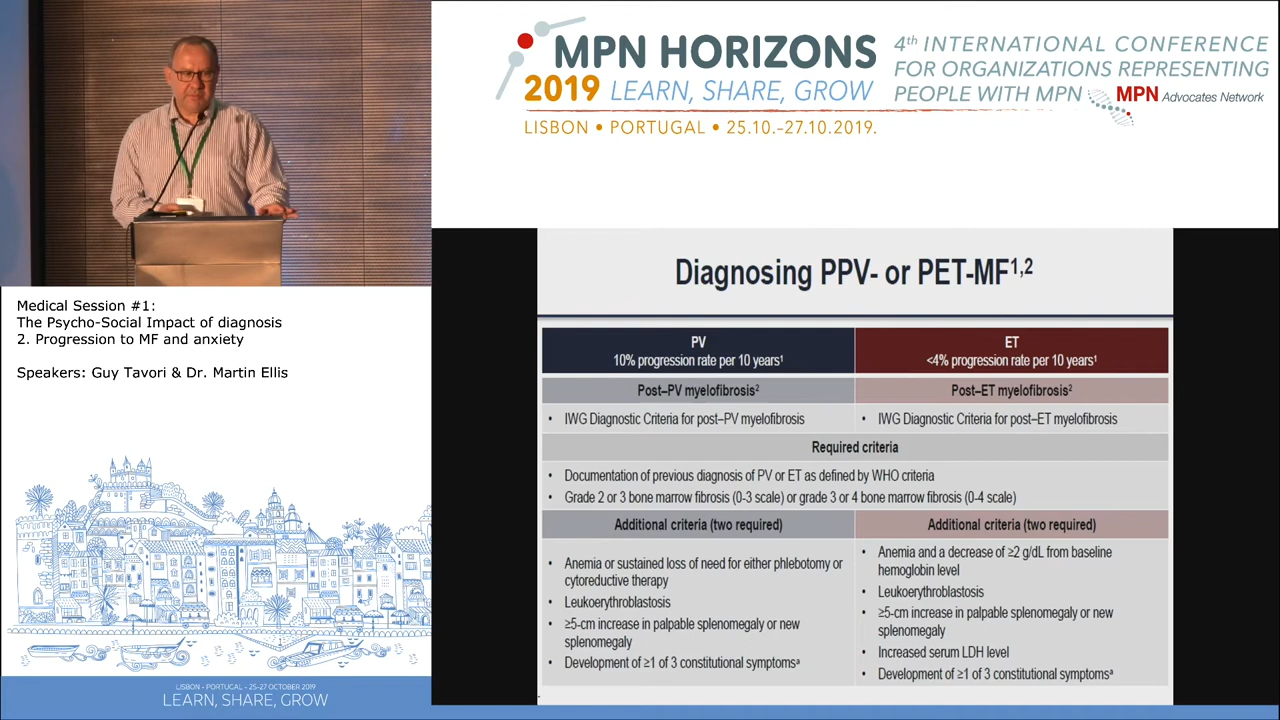 MPN HORIZONS
2019 LEARN, SHARE, GROW
4th INTERNATIONAL CONFERENCE
FOR ORGANIZATIONS REPRESENTING
PEOPLE WITH MPN MPN Advocates Network
LISBON • PORTUGAL • 25.10.-27.10.2019.
Medical Session #1:
The Psycho-Social Impact of diagnosis
2. Progression to MF and anxiety
Speakers: Guy Tavori & Dr. Martin Ellis
LISBON - PORTUGAL - 25-27 OCTOBER 2019
LEARN, SHARE, GROW
Diagnosing PPV- or PET-MF1,2
PV
10% progression rate per 10 years1
ET
<4% progression rate per 10 years1
Post–PV myelofibrosis2
Post–ET myelofibrosis2
• IWG Diagnostic Criteria for post–PV myelofibrosis
• IWG Diagnostic Criteria for post–ET myelofibrosis
Required criteria
• Documentation of previous diagnosis of PV or ET as defined by WHO criteria
• Grade 2 or 3 bone marrow fibrosis (0-3 scale) or grade 3 or 4 bone marrow fibrosis (0-4 scale)
Additional criteria (two required)
• Anemia or sustained loss of need for either phlebotomy or
cytoreductive therapy
• Leukoerythroblastosis
• ≥5-cm increase in palpable splenomegaly or new
splenomegaly
• Development of ≥1 of 3 constitutional symptomsa
Additional criteria (two required)
• Anemia and a decrease of ≥2 g/dL from baseline
hemoglobin level
• Leukoerythroblastosis
• ≥5-cm increase in palpable splenomegaly or new
splenomegaly
• Increased serum LDH level
• Development of ≥1 of 3 constitutional symptomsa